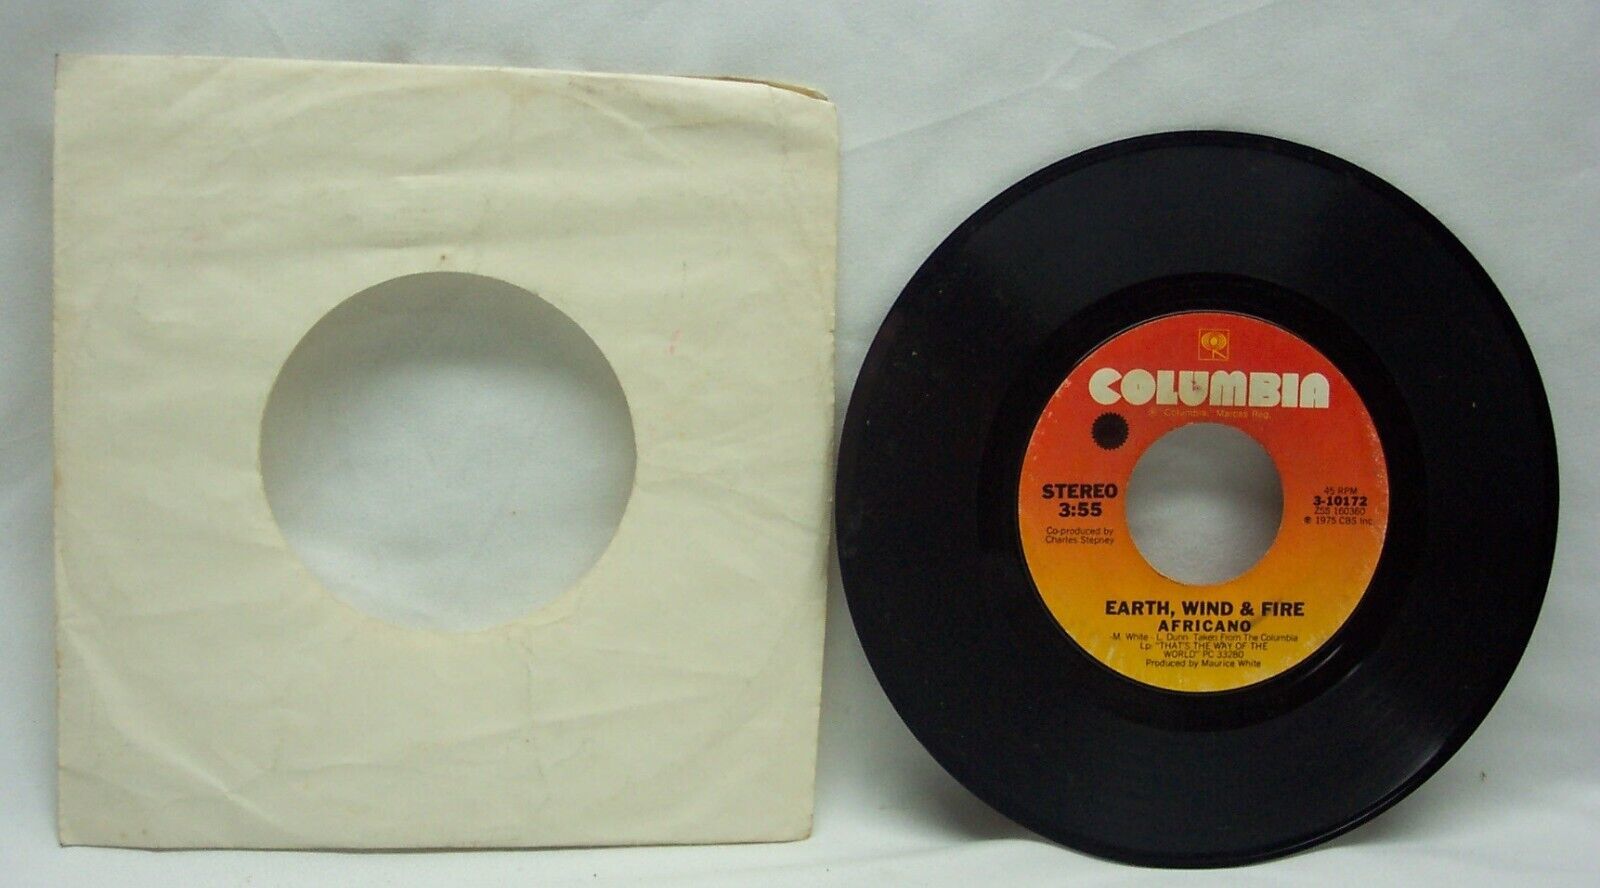 COLUMBIA
® "Columbia," Marcas Reg.
STEREO
3:55
Co-produced by
Charles Stepney
45 RPM
3-10172
ZSS 160360
℗ 1975 CBS Inc.
EARTH, WIND & FIRE
AFRICANO
-M. White - L. Dunn- Taken From The Columbia
Lp: "THAT'S THE WAY OF THE
WORLD" PC 33280
Produced by Maurice White